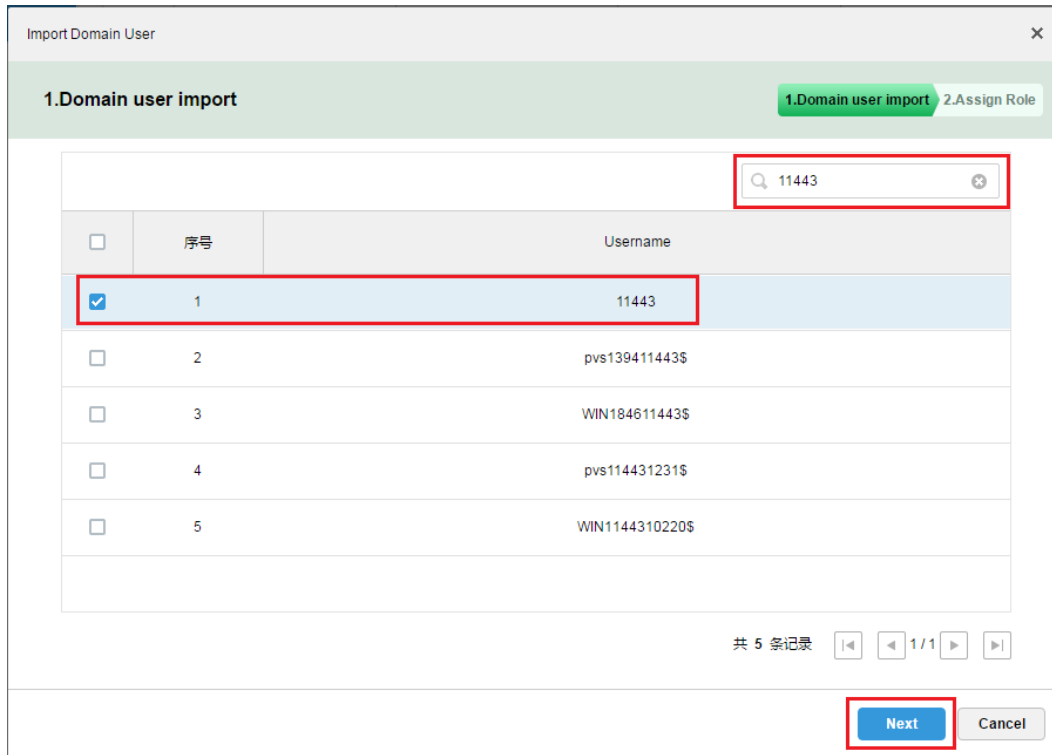 Import Domain User
1.Domain user import
1.Domain user import 2.Assign Role
11443
序号 Username
1 11443
2 pvs139411443$
3 WIN184611443$
4 pvs114431231$
5 WIN1144310220$
共 5 条记录 1 / 1
Next Cancel